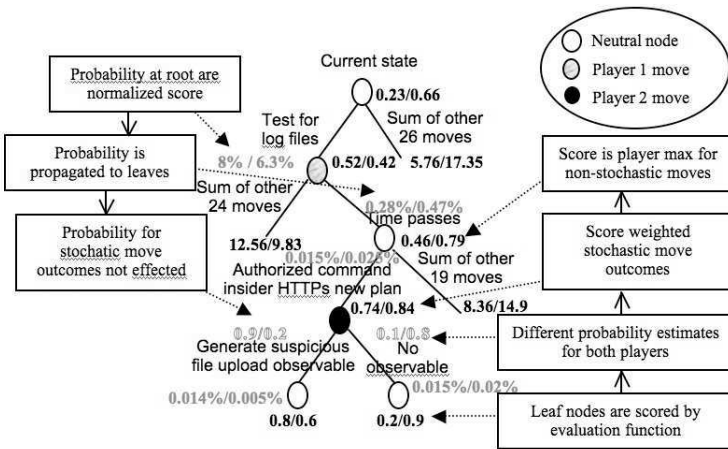 Neutral node
Player 1 move
Player 2 move
Current state
0.23/0.66
Probability at root are
normalized score
Test for
log files
Sum of other
26 moves
8% / 6.3%
0.52/0.42
5.76/17.35
Probability is
propagated to leaves
Score is player max for
non-stochastic moves
Sum of other
24 moves
0.28%/0.47%
Time passes
12.56/9.83
0.46/0.79
Probability for
stochatic move
outcomes not effected
0.015%/0.025%
Sum of other
19 moves
Score weighted
stochastic move
outcomes
Authorized command
insider HTTPs new plan
0.74/0.84
8.36/14.9
0.9/0.2
0.1/0.8
Different probability estimates
for both players
Generate suspicious
file upload observable
No
observable
0.014%/0.005%
0.015%/0.02%
0.8/0.6
0.2/0.9
Leaf nodes are scored by
evaluation function